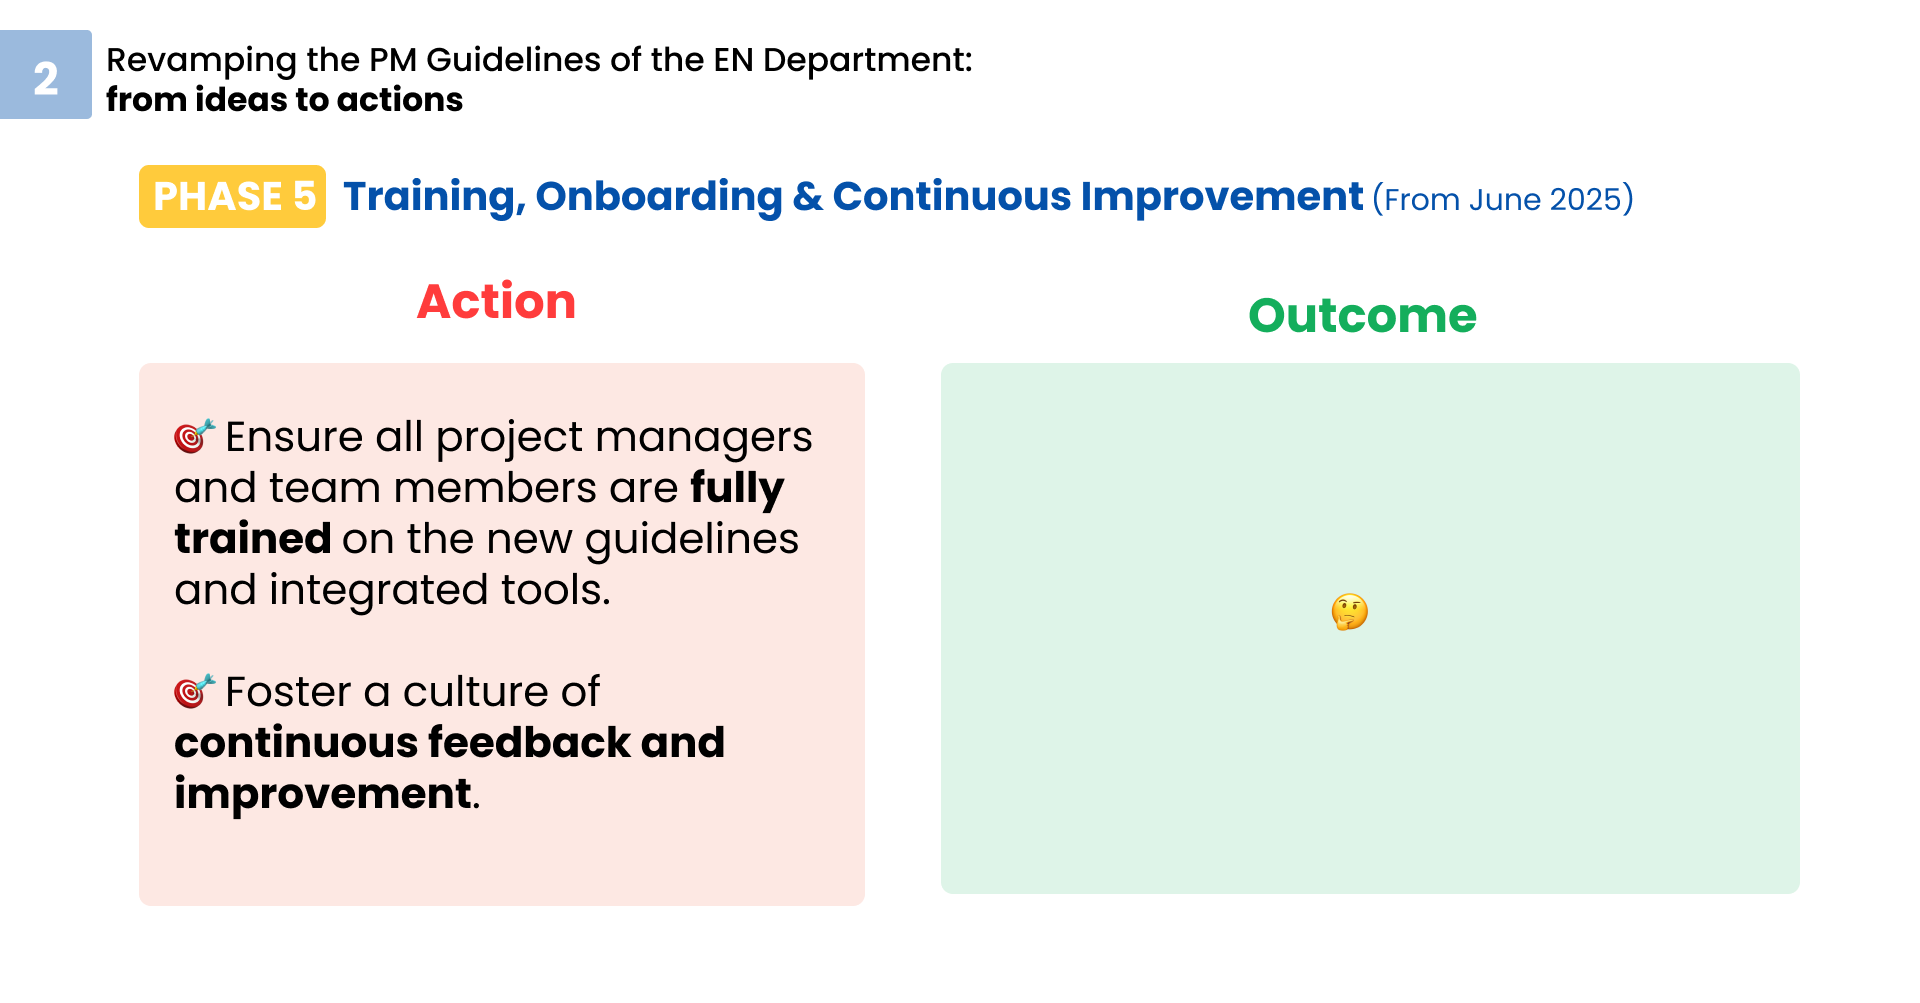 2
Revamping the PM Guidelines of the EN Department:
from ideas to actions
PHASE 5 Training, Onboarding & Continuous Improvement (From June 2025)
Action
🎯 Ensure all project managers
and team members are fully
trained on the new guidelines
and integrated tools.
🎯 Foster a culture of
continuous feedback and
improvement.
Outcome
🤔